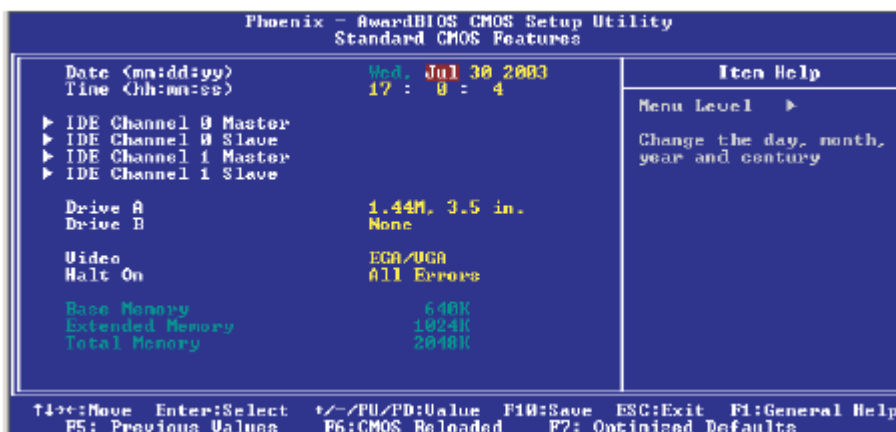 Phoenix - AwardBIOS CMOS Setup Utility
Standard CMOS Features
Date (mm:dd:yy) Wed, Jul 30 2003
Time (hh:mm:ss) 17 : 0 : 4
▶ IDE Channel 0 Master
▶ IDE Channel 0 Slave
▶ IDE Channel 1 Master
▶ IDE Channel 1 Slave
Drive A 1.44M, 3.5 in.
Drive B None
Video EGA/VGA
Halt On All Errors
Base Memory 640K
Extended Memory 1024K
Total Memory 2048K
Item Help
Menu Level ▶
Change the day, month,
year and century
↑↓→←:Move Enter:Select +/-/PU/PD:Value F10:Save ESC:Exit F1:General Help
F5: Previous Values F6:CMOS Reloaded F7: Optimized Defaults